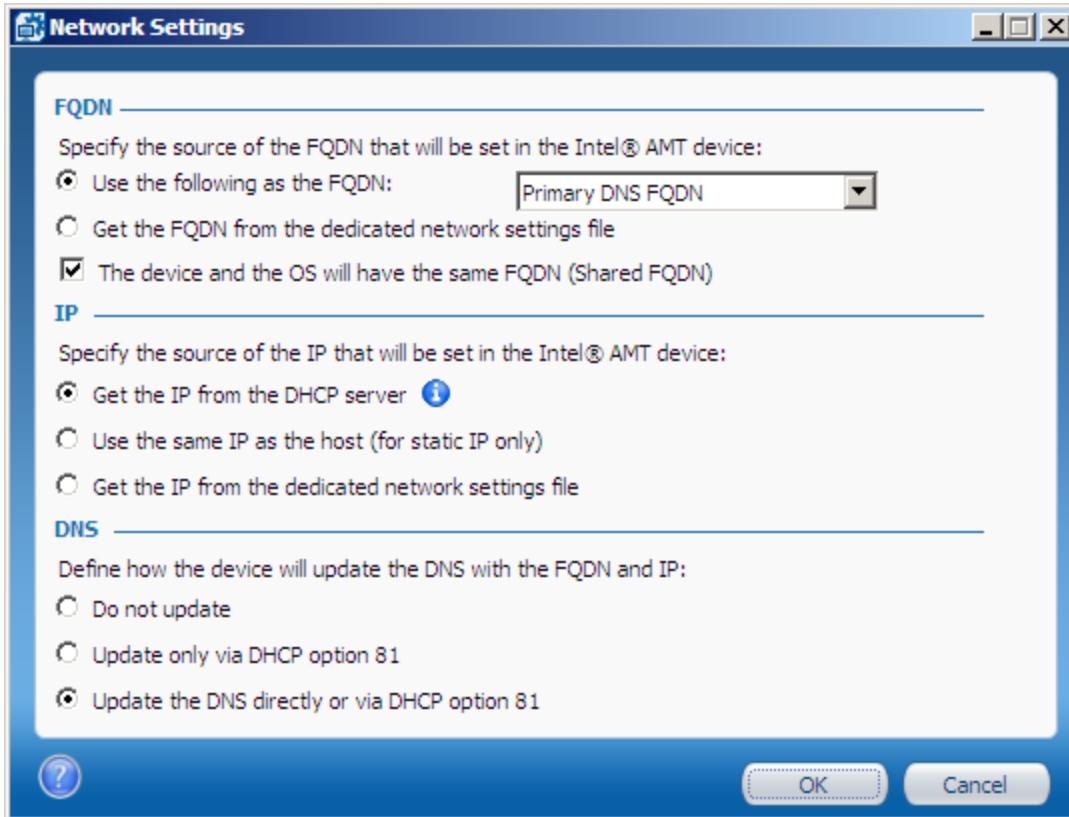 Network Settings
FQDN
Specify the source of the FQDN that will be set in the Intel® AMT device:
Use the following as the FQDN: Primary DNS FQDN
Get the FQDN from the dedicated network settings file
The device and the OS will have the same FQDN (Shared FQDN)
IP
Specify the source of the IP that will be set in the Intel® AMT device:
Get the IP from the DHCP server
Use the same IP as the host (for static IP only)
Get the IP from the dedicated network settings file
DNS
Define how the device will update the DNS with the FQDN and IP:
Do not update
Update only via DHCP option 81
Update the DNS directly or via DHCP option 81
OK Cancel